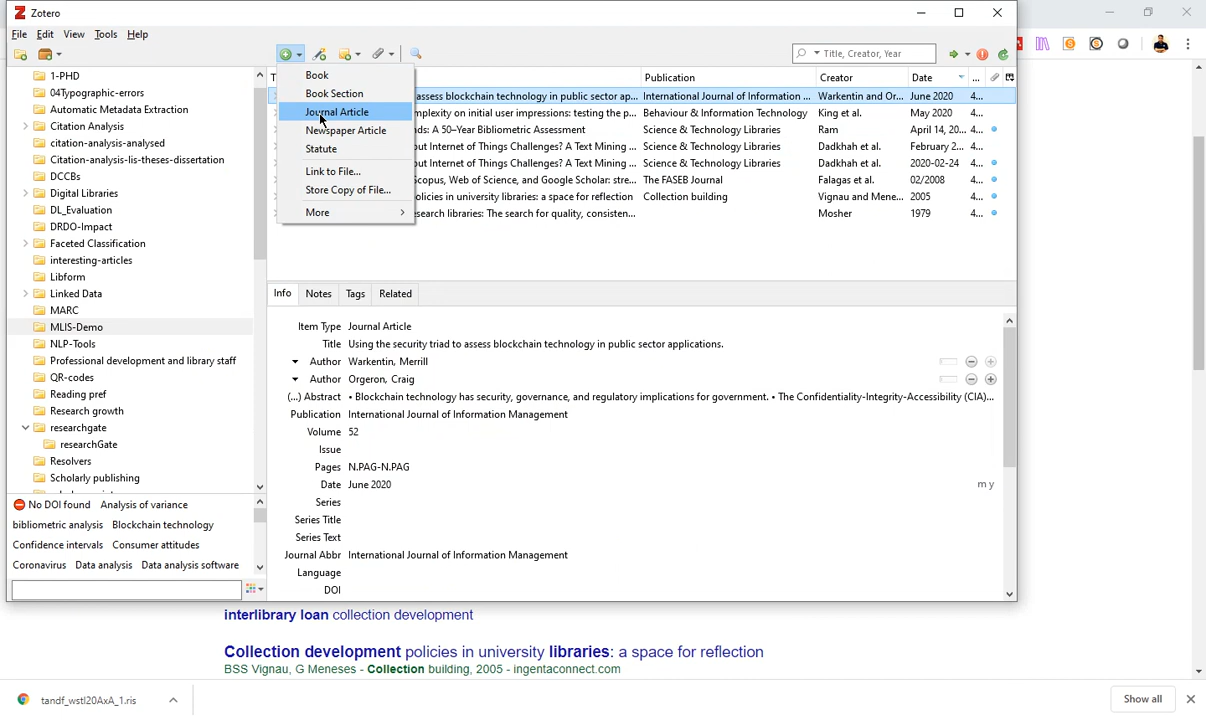 Zotero
File Edit View Tools Help
Title, Creator, Year
1-PHD
04Typographic-errors
Automatic Metadata Extraction
Citation Analysis
citation-analysis-analysed
Citation-analysis-lis-theses-dissertation
DCCBs
Digital Libraries
DL_Evaluation
DRDO-Impact
Faceted Classification
interesting-articles
Libform
Linked Data
MARC
MLIS-Demo
NLP-Tools
Professional development and library staff
QR-codes
Reading pref
Research growth
researchgate
researchGate
Resolvers
Scholarly publishing
No DOI found Analysis of variance
bibliometric analysis Blockchain technology
Confidence intervals Consumer attitudes
Coronavirus Data analysis Data analysis software
Book
Book Section
Journal Article
Newspaper Article
Statute
Link to File...
Store Copy of File...
More
T Publication Creator Date ...
assess blockchain technology in public sector ap... International Journal of Information ... Warkentin and Or... June 2020 4...
mplexity on initial user impressions: testing the p... Behaviour & Information Technology King et al. May 2020 4...
ds: A 50–Year Bibliometric Assessment Science & Technology Libraries Ram April 14, 20... 4...
out Internet of Things Challenges? A Text Mining ... Science & Technology Libraries Dadkhah et al. February 2... 4...
out Internet of Things Challenges? A Text Mining ... Science & Technology Libraries Dadkhah et al. 2020-02-24 4...
Scopus, Web of Science, and Google Scholar: stre... The FASEB Journal Falagas et al. 02/2008 4...
olicies in university libraries: a space for reflection Collection building Vignau and Mene... 2005 4...
search libraries: The search for quality, consisten... Mosher 1979 4...
Info Notes Tags Related
Item Type Journal Article
Title Using the security triad to assess blockchain technology in public sector applications.
Author Warkentin, Merrill
Author Orgeron, Craig
(...) Abstract • Blockchain technology has security, governance, and regulatory implications for government. • The Confidentiality-Integrity-Accessibility (CIA)...
Publication International Journal of Information Management
Volume 52
Issue
Pages N.PAG-N.PAG
Date June 2020 m y
Series
Series Title
Series Text
Journal Abbr International Journal of Information Management
Language
DOI
interlibrary loan collection development
Collection development policies in university libraries: a space for reflection
BSS Vignau, G Meneses - Collection building, 2005 - ingentaconnect.com
tandf_wstl20AxA_1.ris
Show all